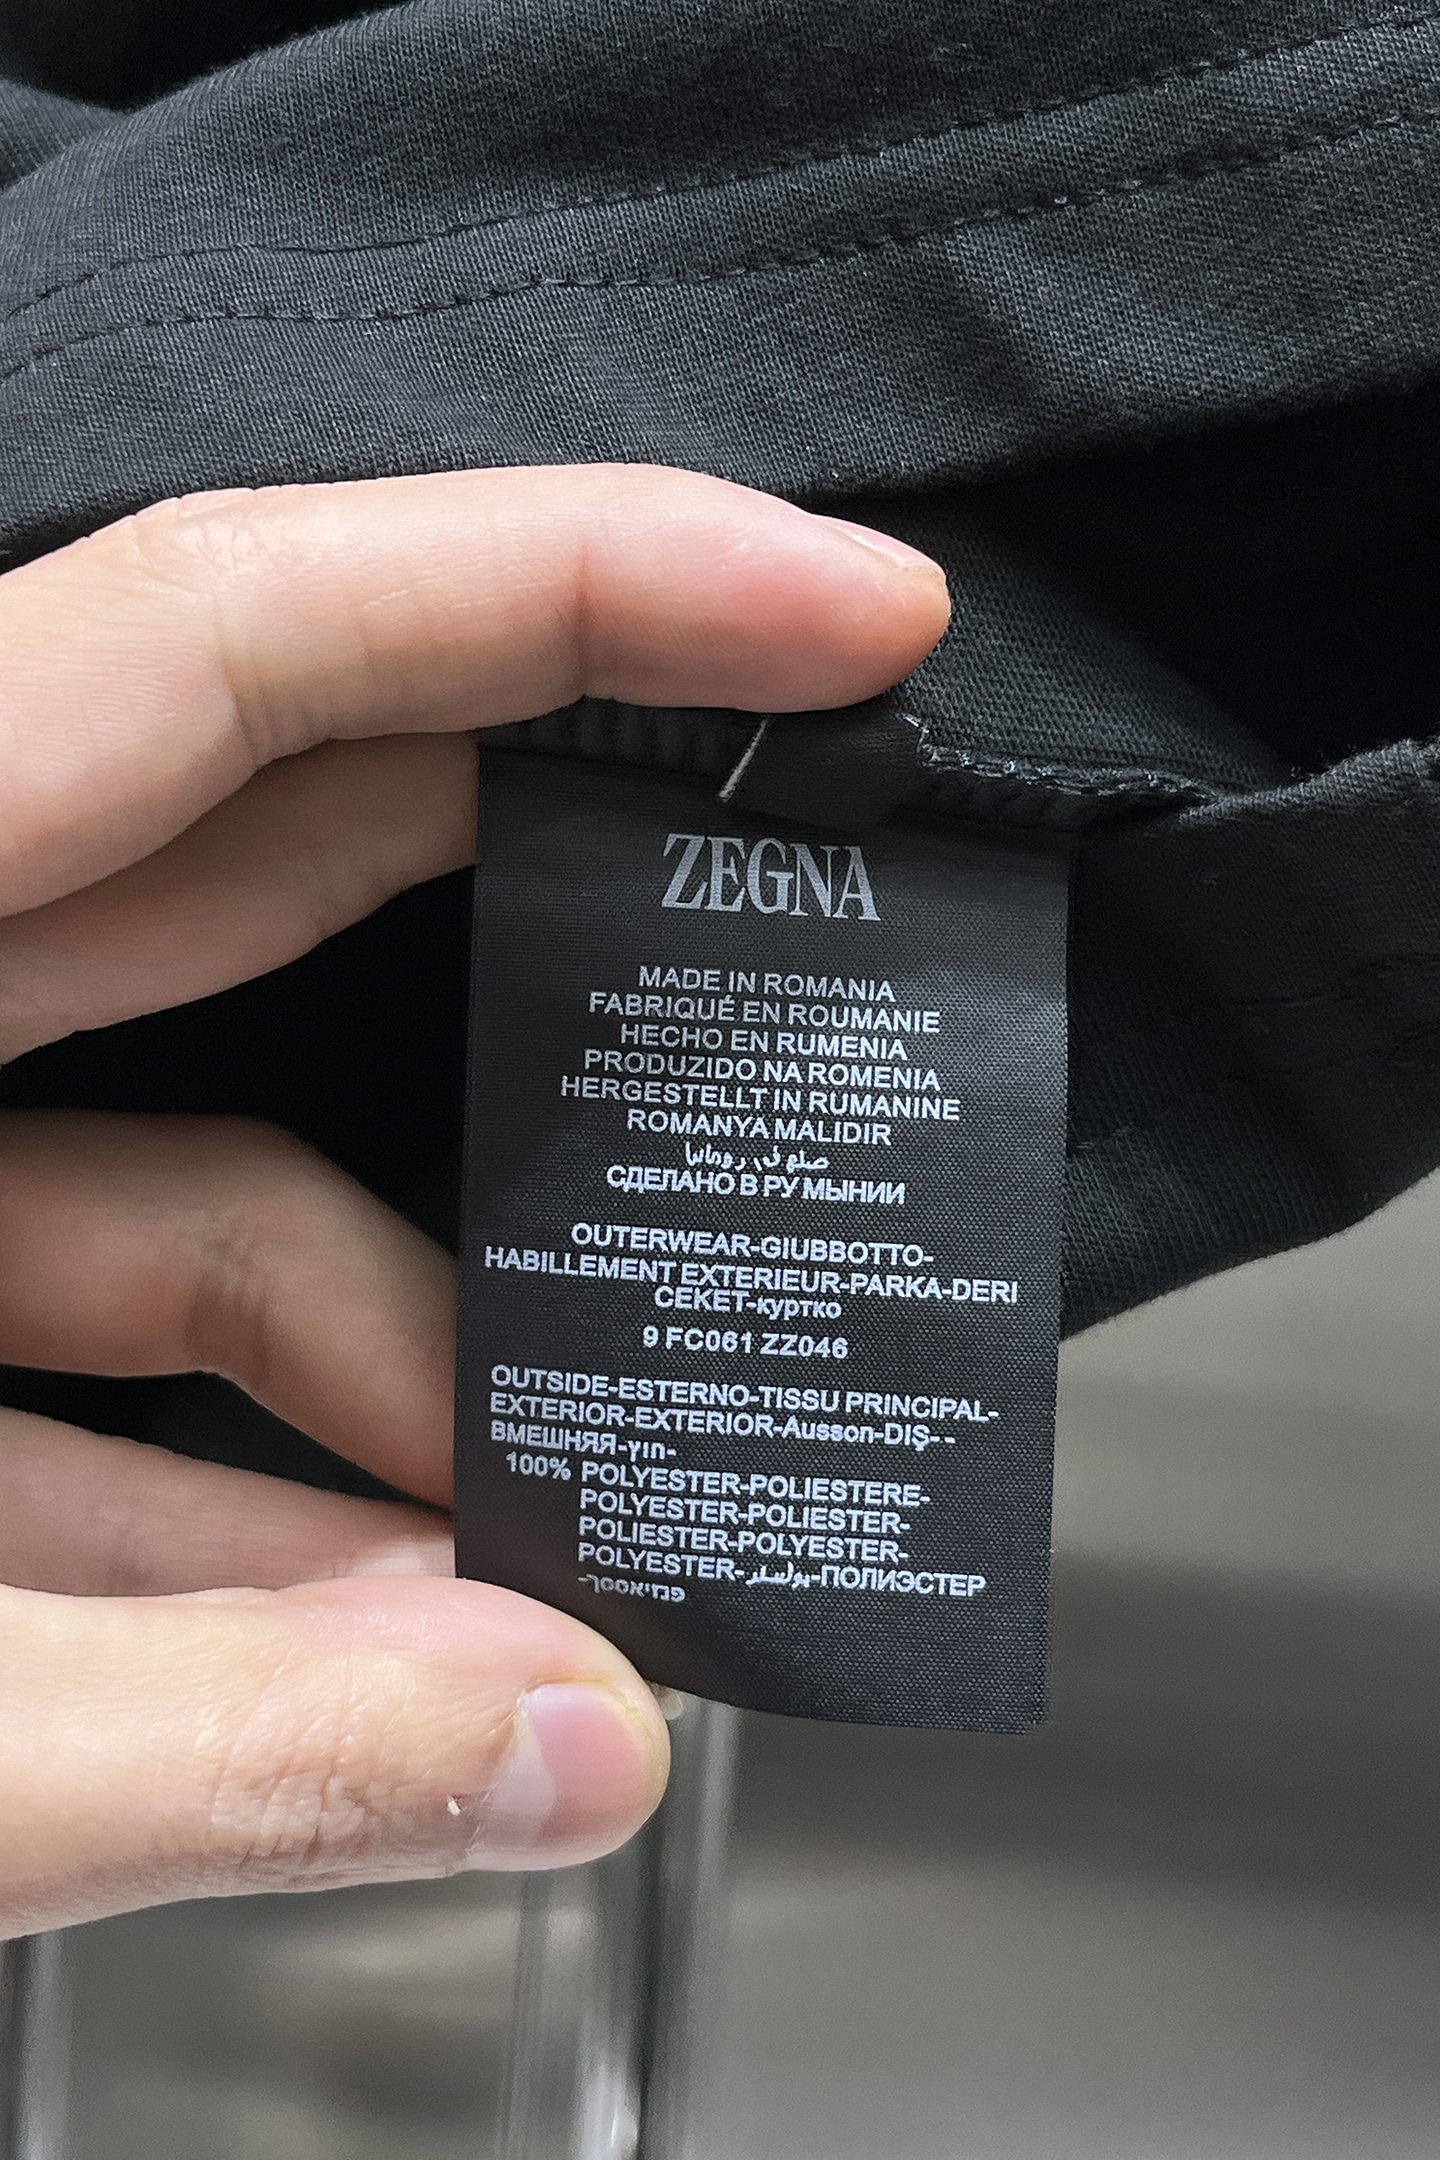 ZEGNA
MADE IN ROMANIA
FABRIQUÉ EN ROUMANIE
HECHO EN RUMENIA
PRODUZIDO NA ROMENIA
HERGESTELLT IN RUMANINE
ROMANYA MALIDIR
СДЕЛАНО В РУ МЫНИИ
OUTERWEAR-GIUBBOTTO-
HABILLEMENT EXTERIEUR-PARKA-DERI
CEKET-куртко
9 FC061 ZZ046
OUTSIDE-ESTERNO-TISSU PRINCIPAL-
EXTERIOR-EXTERIOR-Ausson-DIŞ--
ВМЕШНЯЯ-γιn-
100% POLYESTER-POLIESTERE-
POLYESTER-POLIESTER-
POLIESTER-POLYESTER-
POLYESTER-بولستر-ПОЛИЭСТЕР